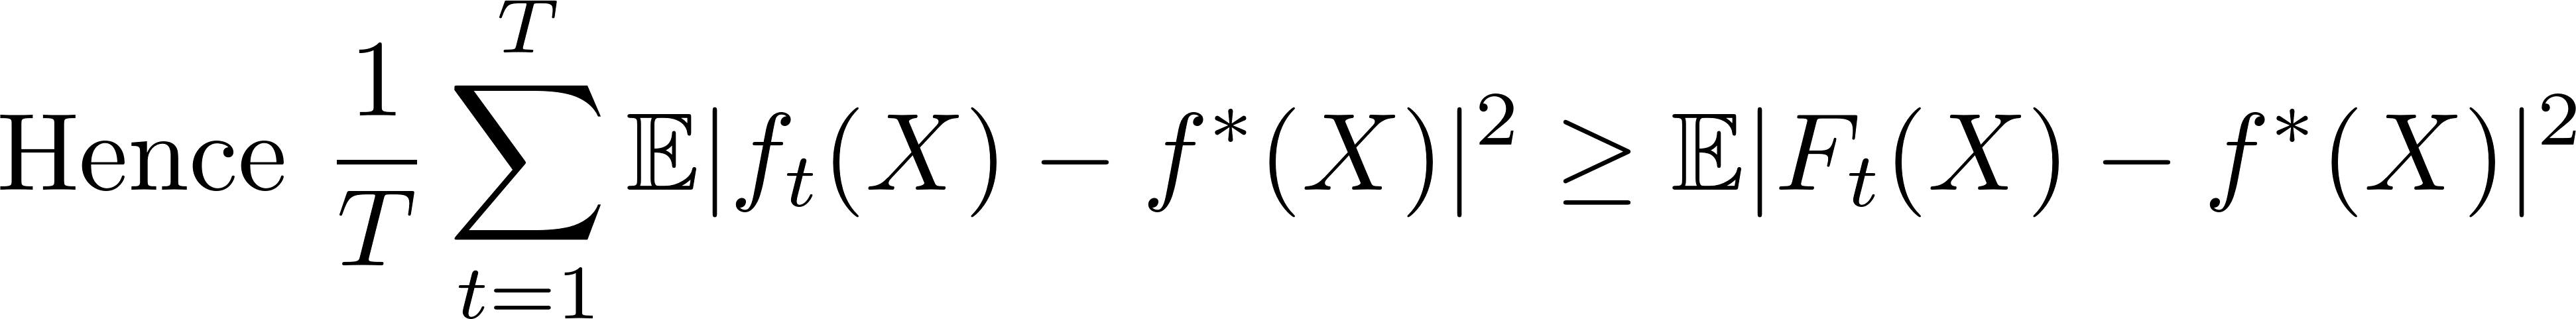 Hence $\frac{1}{T}\sum_{t=1}^{T}\mathbb{E}|f_t(X) - f^*(X)|^2 \geq \mathbb{E}|F_t(X) - f^*(X)|^2$